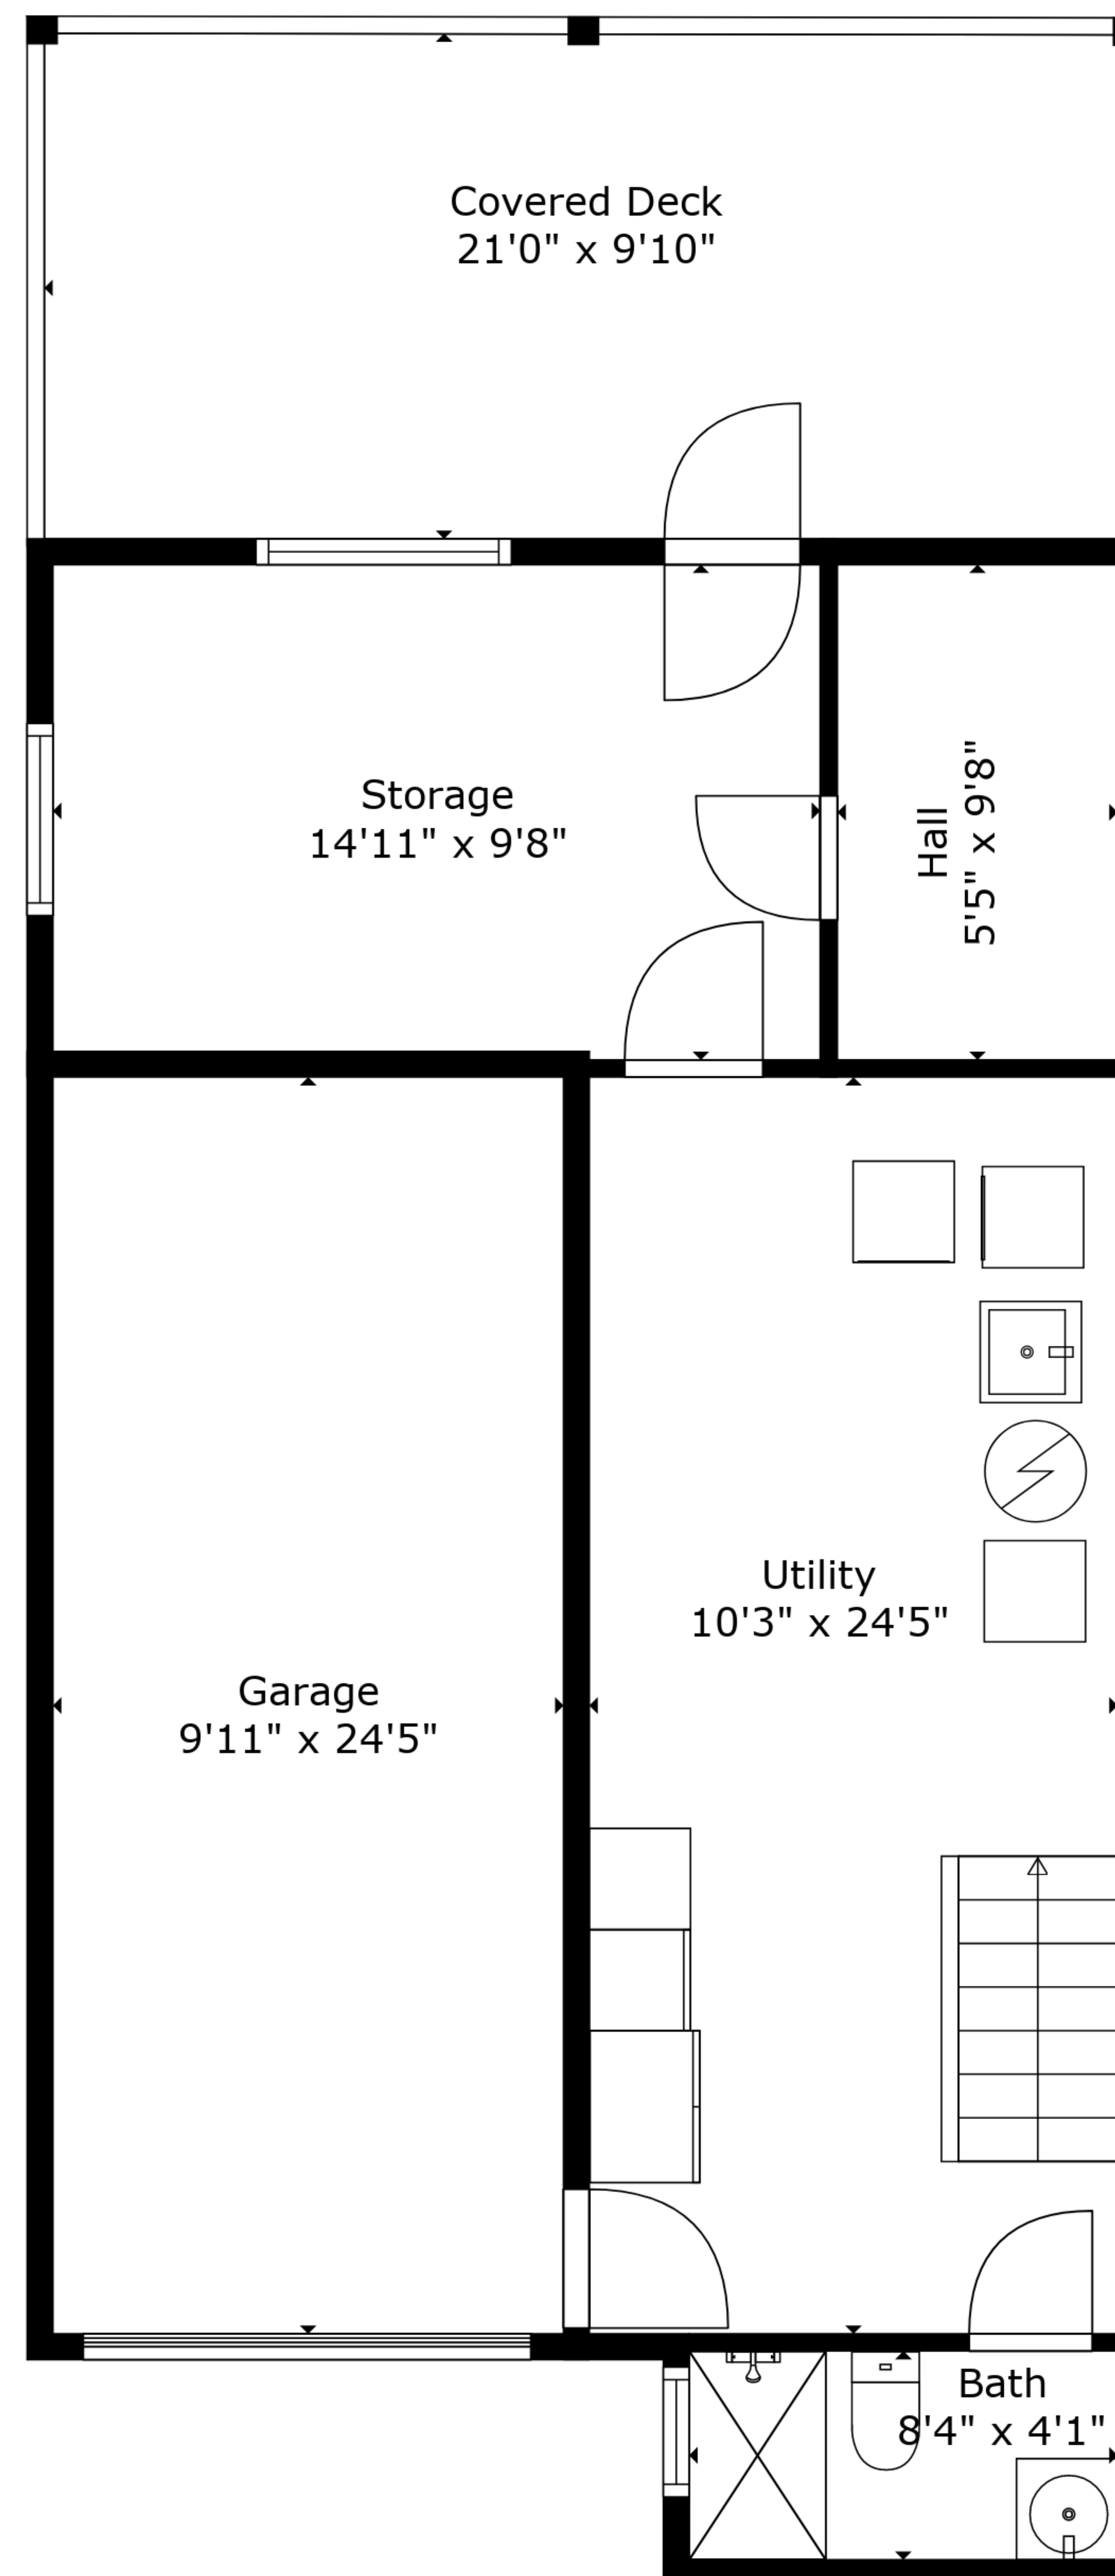 Covered Deck
21'0" x 9'10"
Storage
14'11" x 9'8"
Hall
5'5" x 9'8"
Utility
10'3" x 24'5"
Garage
9'11" x 24'5"
Bath
8'4" x 4'1"